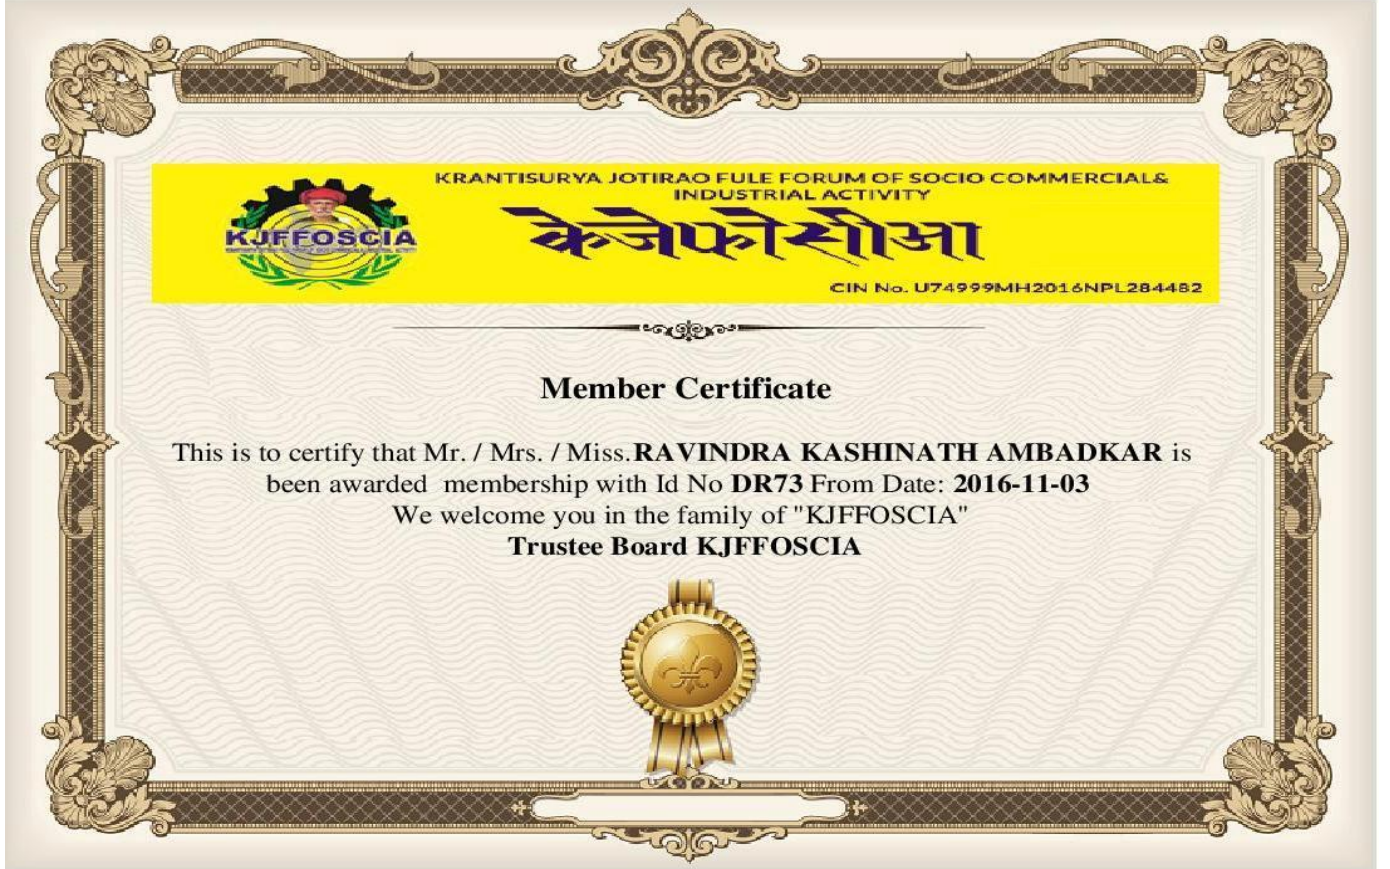 KRANTISURYA JOTIRAO FULE FORUM OF SOCIO COMMERCIAL&
INDUSTRIAL ACTIVITY
KJFFOSCIA
केजेफोसीआ
CIN No. U74999MH2016NPL284482
Member Certificate
This is to certify that Mr. / Mrs. / Miss.RAVINDRA KASHINATH AMBADKAR is
been awarded membership with Id No DR73 From Date: 2016-11-03
We welcome you in the family of "KJFFOSCIA"
Trustee Board KJFFOSCIA